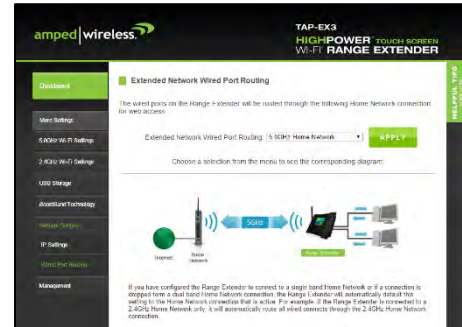 amped wireless
TAP-EX3
HIGHPOWER TOUCH SCREEN
WI-FI RANGE EXTENDER
HELPFUL TIPS
Dashboard
More Settings
5.0GHz Wi-Fi Settings
2.4GHz Wi-Fi Settings
USB Storage
BoostBand Technology
Network Settings
IP Settings
Wired Port Routing
Management
Extended Network Wired Port Routing
The wired ports on the Range Extender will be routed through the following Home Network connection
for web access
Extended Network Wired Port Routing: 5.0GHz Home Network
APPLY
Choose a selection from the menu to see the corresponding diagram:
5GHz
Internet
Home
Network
Range Extender
If you have configured the Range Extender to connect to a single band Home Network or if a connection is
dropped form a dual band Home Network connection, the Range Extender will automatically default this
setting to the Home Network connection that is active. For example, if the Range Extender is connected to a
2.4GHz Home Network only, it will automatically route all wired connects through the 2.4GHz Home Network
connection.